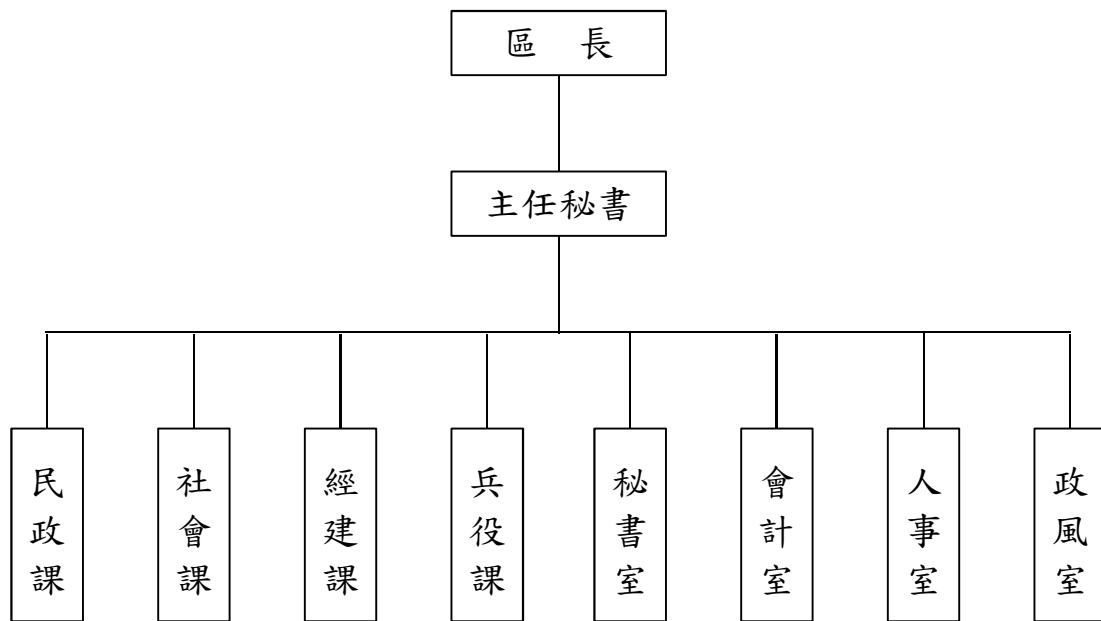 區 長
主任秘書
民政課
社會課
經建課
兵役課
秘書室
會計室
人事室
政風室